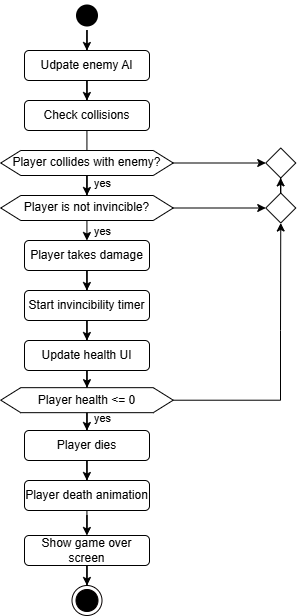 Udpate enemy AI
Check collisions
Player collides with enemy?
yes
Player is not invincible?
yes
Player takes damage
Start invincibility timer
Update health UI
Player health <= 0
yes
Player dies
Player death animation
Show game over
screen